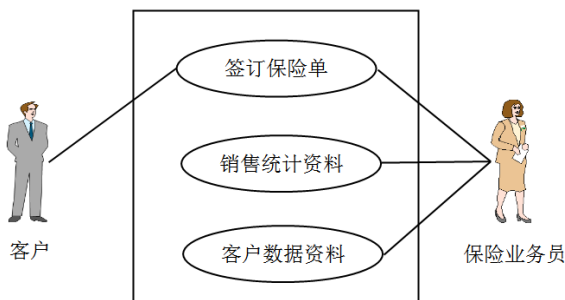 签订保险单
销售统计资料
客户数据资料
客户
保险业务员